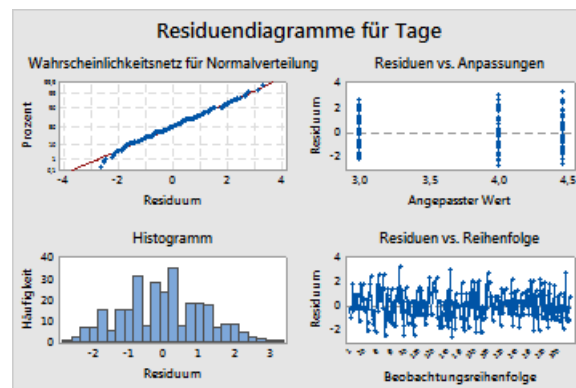 Residuendiagramme für Tage
Wahrscheinlichkeitsnetz für Normalverteilung
Prozent
-4 -2 0 2 4
Residuum
Residuen vs. Anpassungen
Residuum
4
2
0
-2
3,0 3,5 4,0 4,5
Angepasster Wert
Histogramm
Häufigkeit
40
30
20
10
0
-2 -1 0 1 2 3
Residuum
Residuen vs. Reihenfolge
Residuum
4
2
0
-2
Beobachtungsreihenfolge